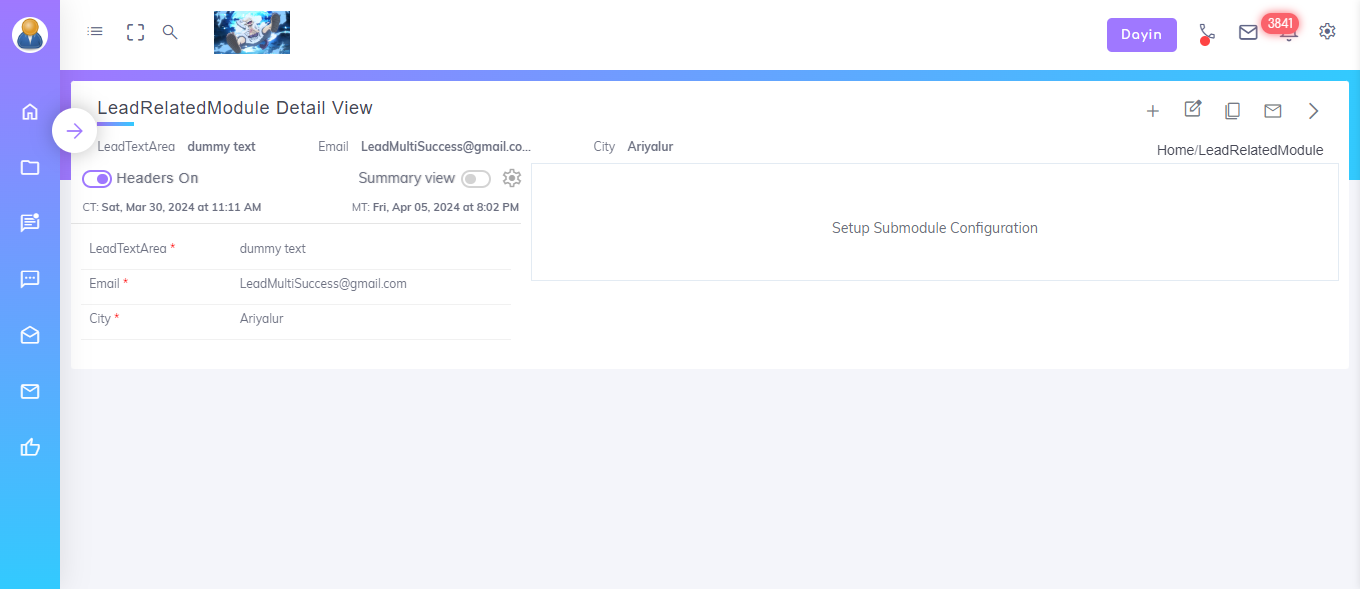 Dayin
3841
LeadRelatedModule Detail View
LeadTextArea dummy text Email LeadMultiSuccess@gmail.co... City Ariyalur
Home/LeadRelatedModule
Headers On Summary view
CT: Sat, Mar 30, 2024 at 11:11 AM MT: Fri, Apr 05, 2024 at 8:02 PM
Setup Submodule Configuration
LeadTextArea * dummy text
Email * LeadMultiSuccess@gmail.com
City * Ariyalur